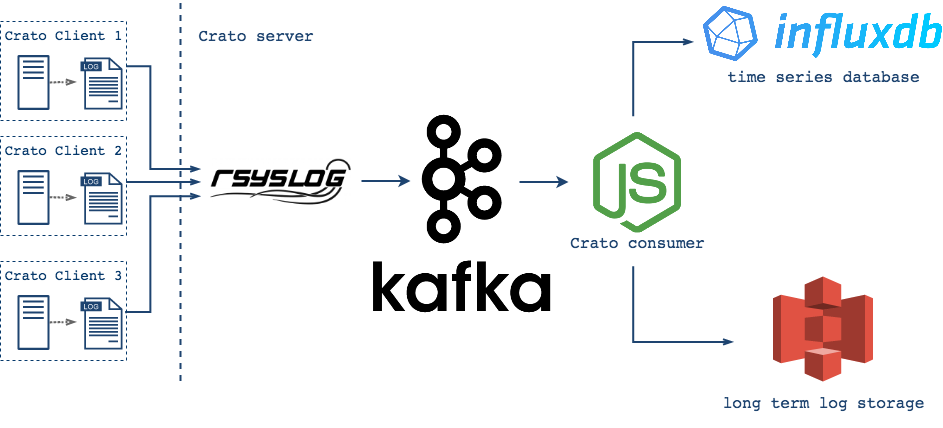 Crato Client 1
LOG
Crato Client 2
LOG
Crato Client 3
LOG
Crato server
rsyslog
kafka
JS
Crato consumer
influxdb
time series database
long term log storage